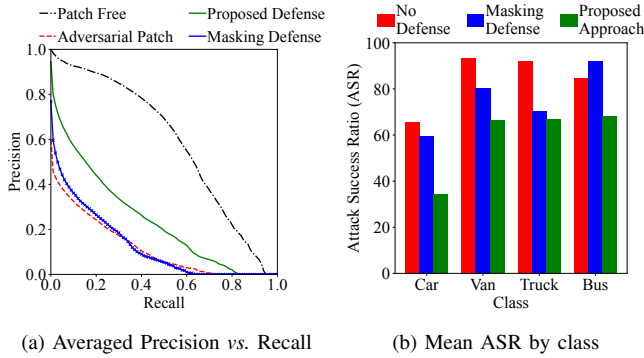 Patch Free
Proposed Defense
Adversarial Patch
Masking Defense
1.0
0.8
0.6
0.4
0.2
0.0
Precision
0.0 0.2 0.4 0.6 0.8 1.0
Recall
(a) Averaged Precision vs. Recall
No
Defense
Masking
Defense
Proposed
Approach
100
80
60
40
20
0
Attack Success Ratio (ASR)
Car Van Truck Bus
Class
(b) Mean ASR by class